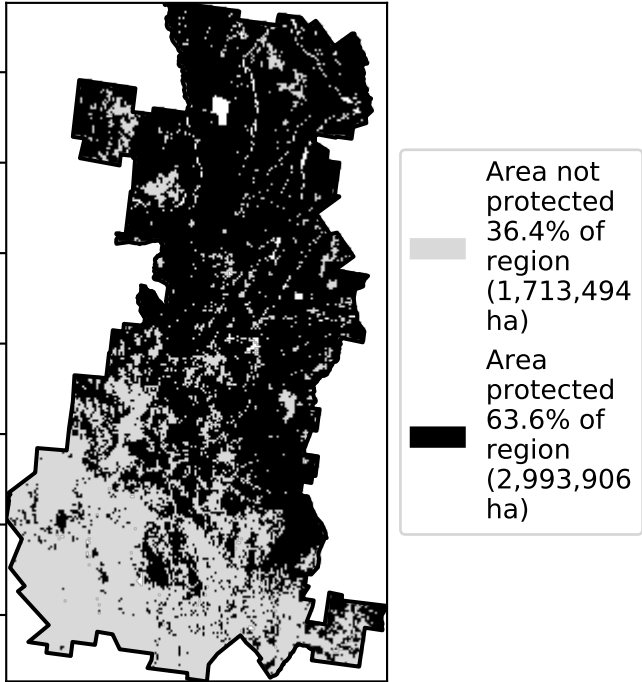 Area not
protected
36.4% of
region
(1,713,494
ha)
Area
protected
63.6% of
region
(2,993,906
ha)